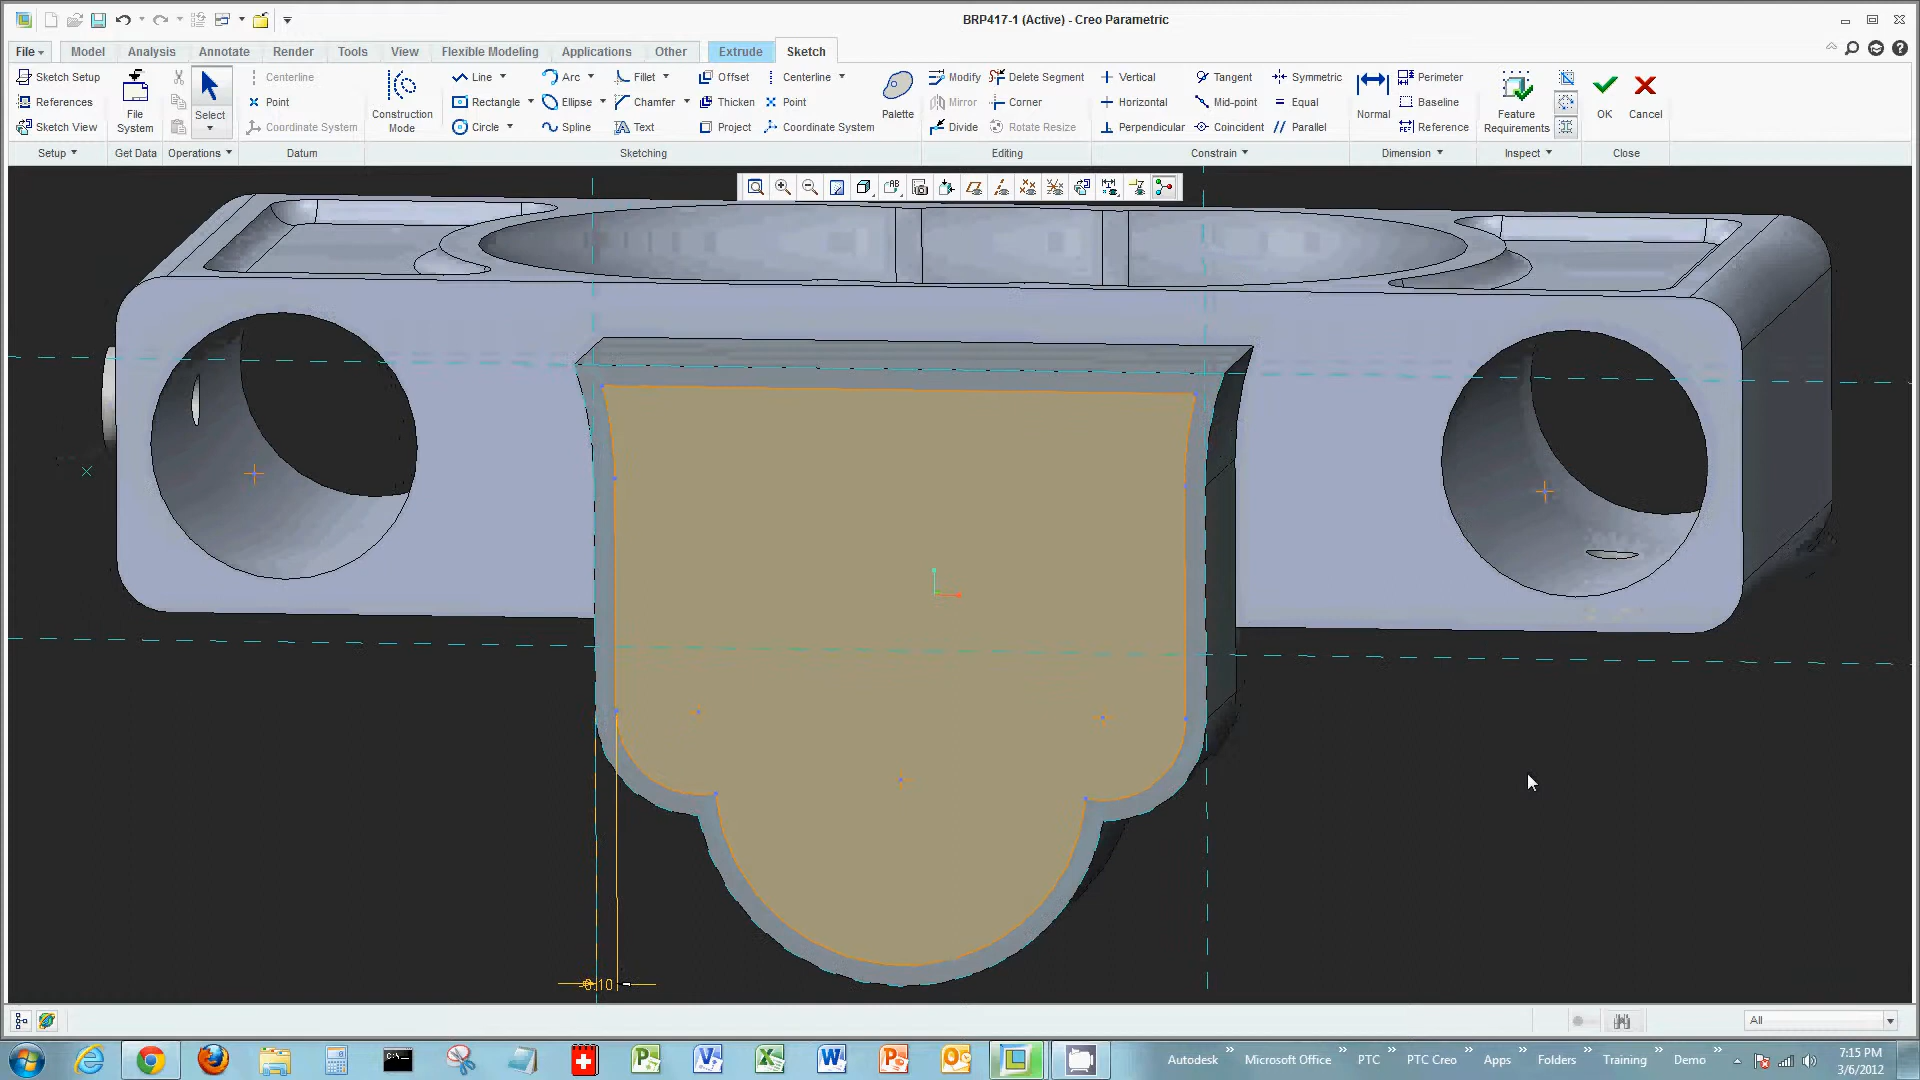 BRP417-1 (Active) - Creo Parametric
File Model Analysis Annotate Render Tools View Flexible Modeling Applications Other Extrude Sketch
Sketch Setup
References
Sketch View
Setup
File System
Get Data
Select
Operations
Centerline
Point
Coordinate System
Datum
Construction Mode
Line Arc Fillet Offset Centerline
Rectangle Ellipse Chamfer Thicken Point
Circle Spline Text Project Coordinate System
Palette
Sketching
Modify Delete Segment
Mirror Corner
Divide Rotate Resize
Editing
Vertical Tangent Symmetric
Horizontal Mid-point Equal
Perpendicular Coincident Parallel
Constrain
Normal
Perimeter
Baseline
Reference
Dimension
Feature Requirements
Inspect
OK
Cancel
Close
All
Autodesk Microsoft Office PTC PTC Creo Apps Folders Training Demo
7:15 PM
3/6/2012